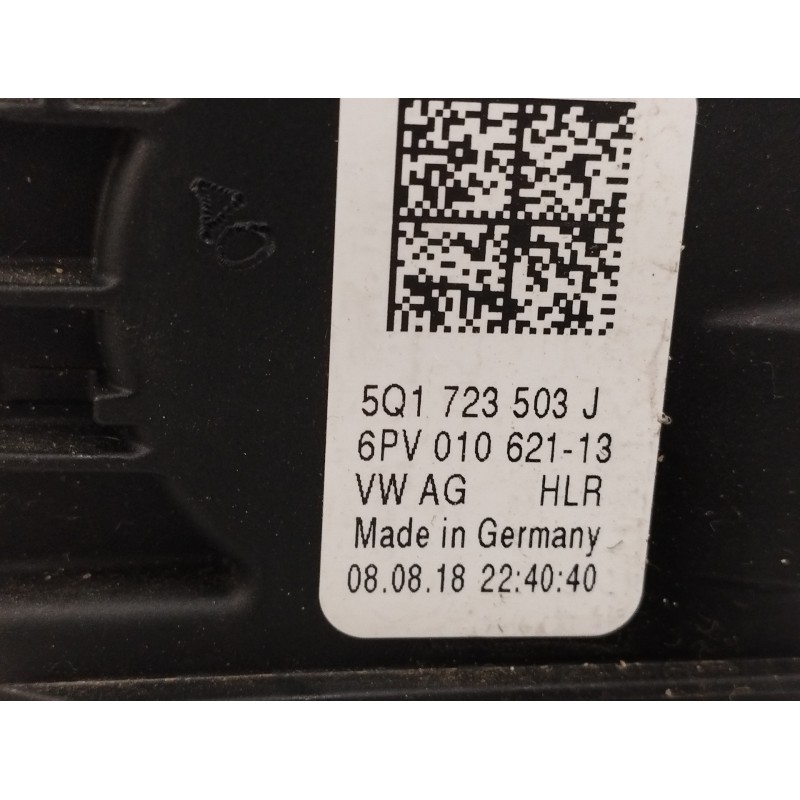 5Q1 723 503 J
6PV 010 621-13
VW AG HLR
Made in Germany
08.08.18 22:40:40